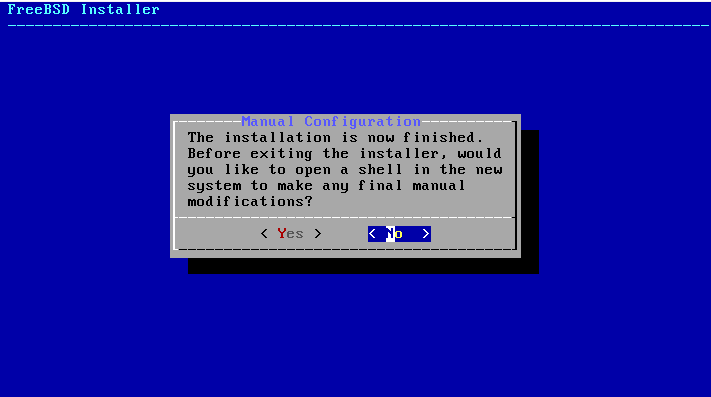 FreeBSD Installer
Manual Configuration
The installation is now finished.
Before exiting the installer, would
you like to open a shell in the new
system to make any final manual
modifications?
< Yes > < No >